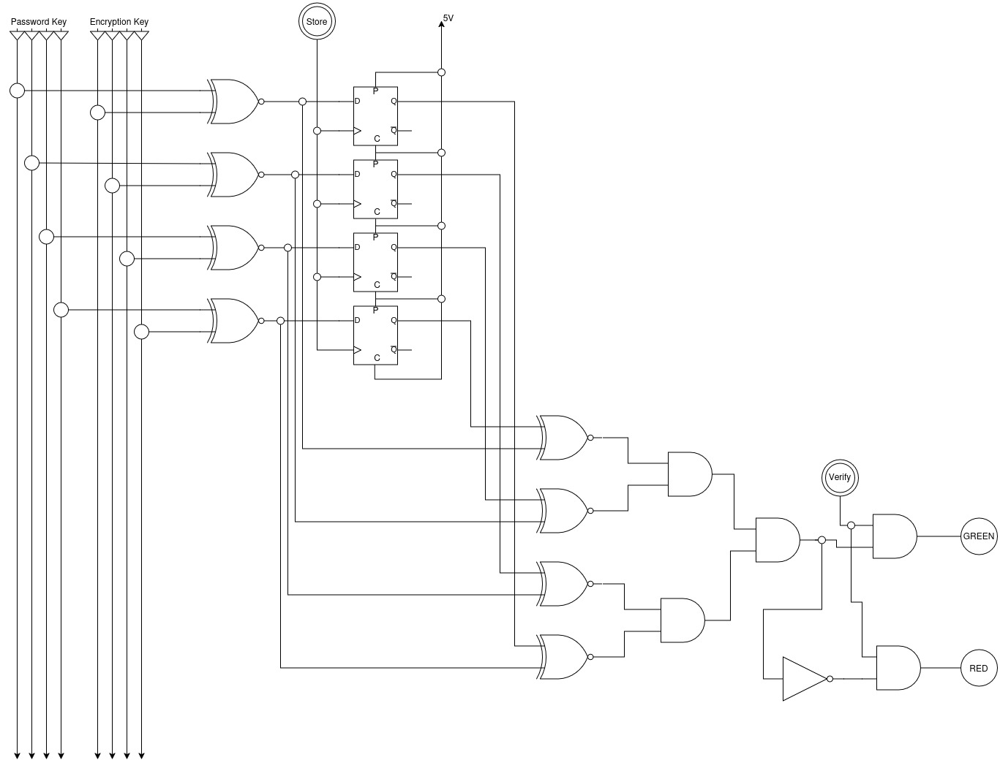 Password Key
Encryption Key
Store
5V
P
D
Q
Q̅
C
P
D
Q
Q̅
C
P
D
Q
Q̅
C
P
D
Q
Q̅
C
Verify
GREEN
RED